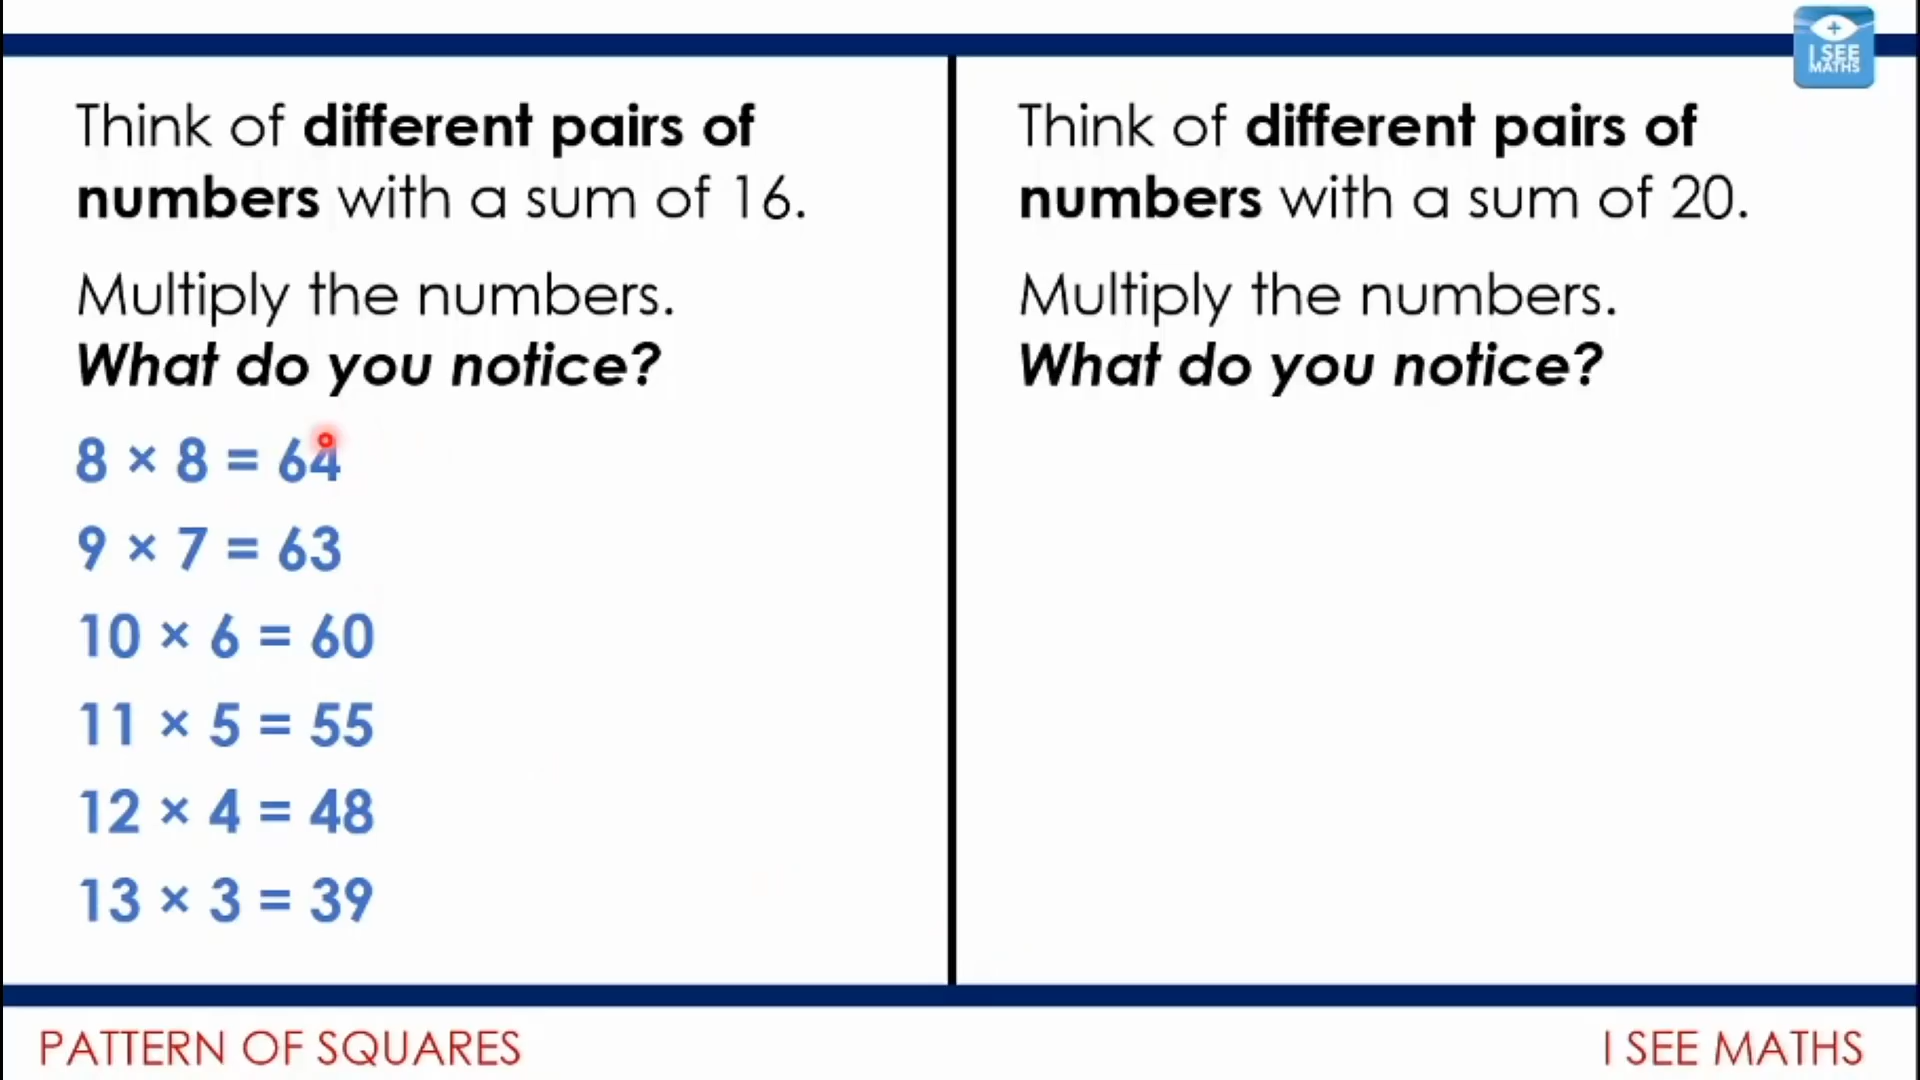 I SEE
MATHS
Think of different pairs of
numbers with a sum of 16.
Multiply the numbers.
What do you notice?
8 × 8 = 64
9 × 7 = 63
10 × 6 = 60
11 × 5 = 55
12 × 4 = 48
13 × 3 = 39
Think of different pairs of
numbers with a sum of 20.
Multiply the numbers.
What do you notice?
PATTERN OF SQUARES
I SEE MATHS